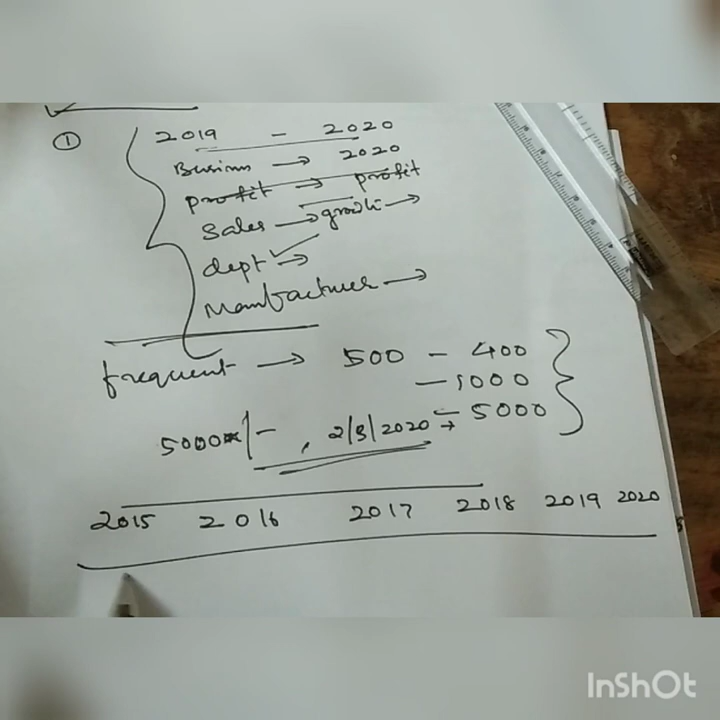 ①
2019 - 2020
Business → 2020
profit → profit
Sales → growth →
dept →
Manufacturer →
frequent → 500 - 400
- 1000
- 5000
5000/- , 2/3/2020 →
2015 2016 2017 2018 2019 2020
InShOt